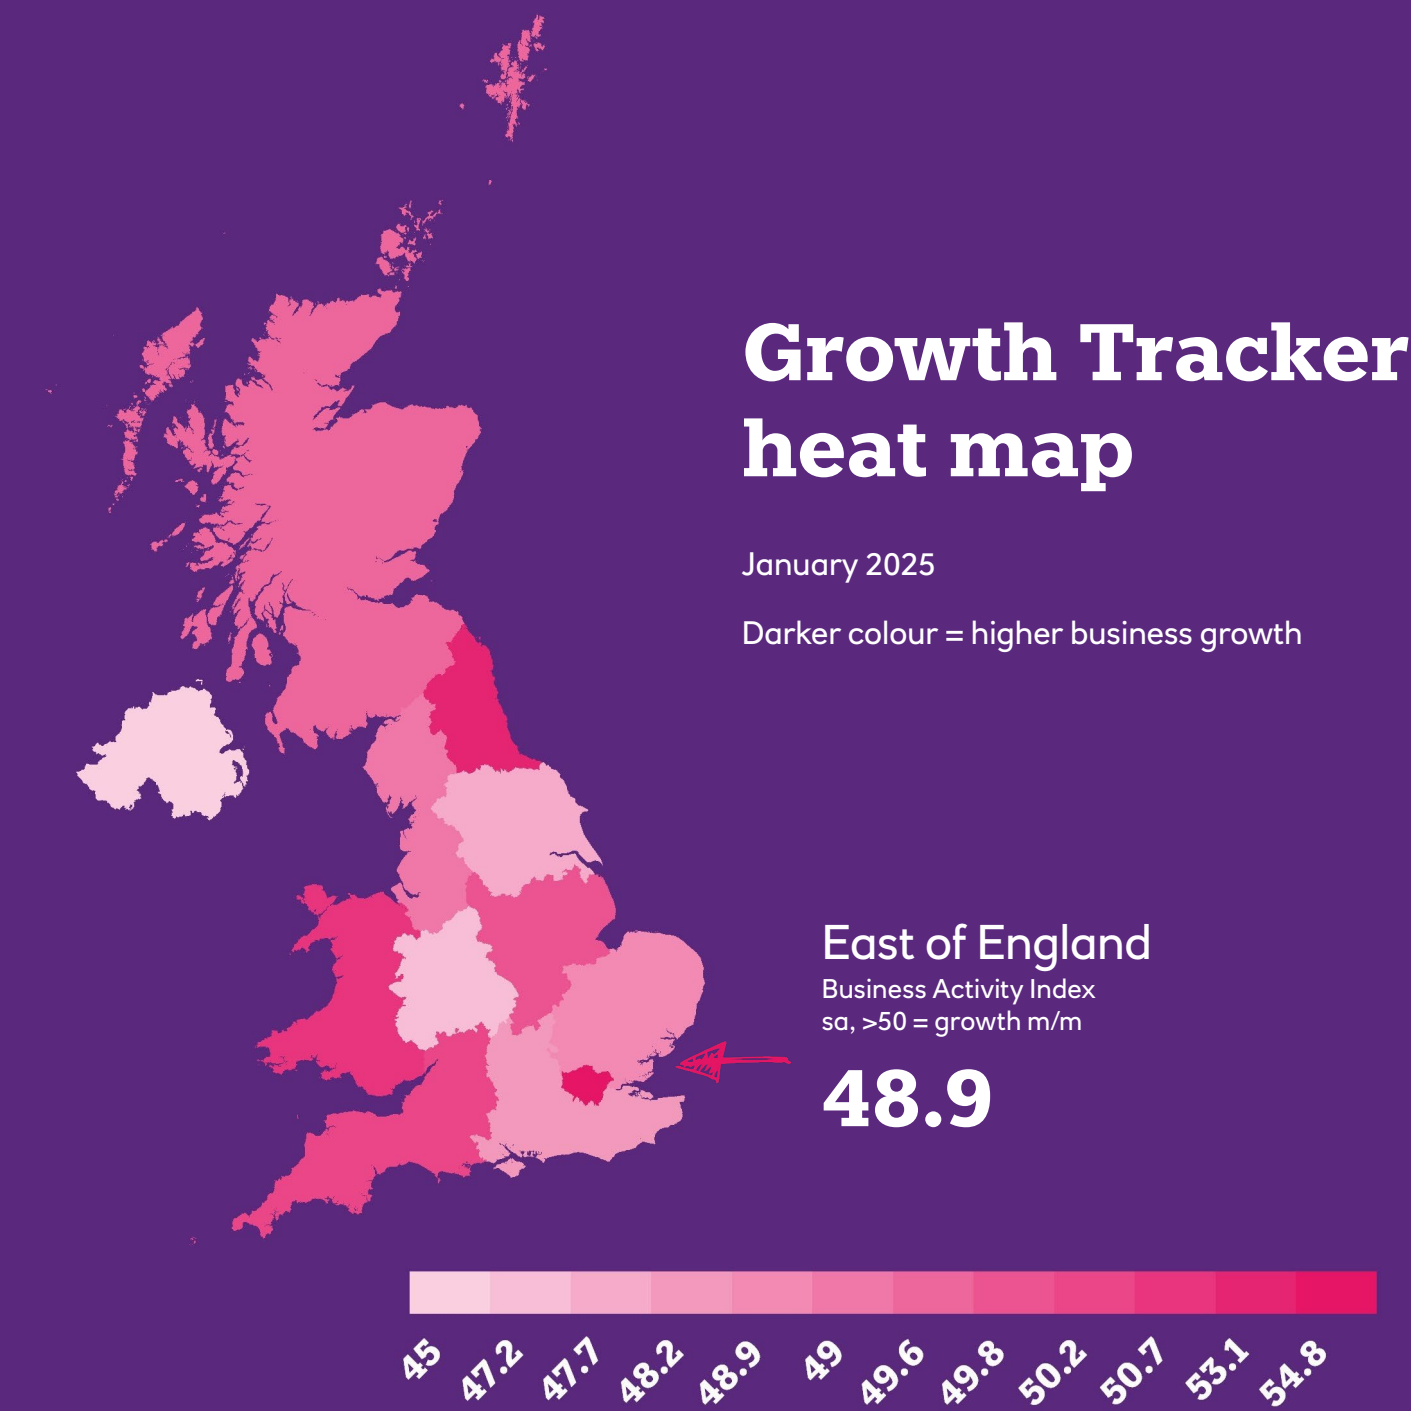 Growth Tracker
heat map
January 2025
Darker colour = higher business growth
East of England
Business Activity Index
sa, >50 = growth m/m
48.9
45 47.2 47.7 48.2 48.9 49 49.6 49.8 50.2 50.7 53.1 54.8